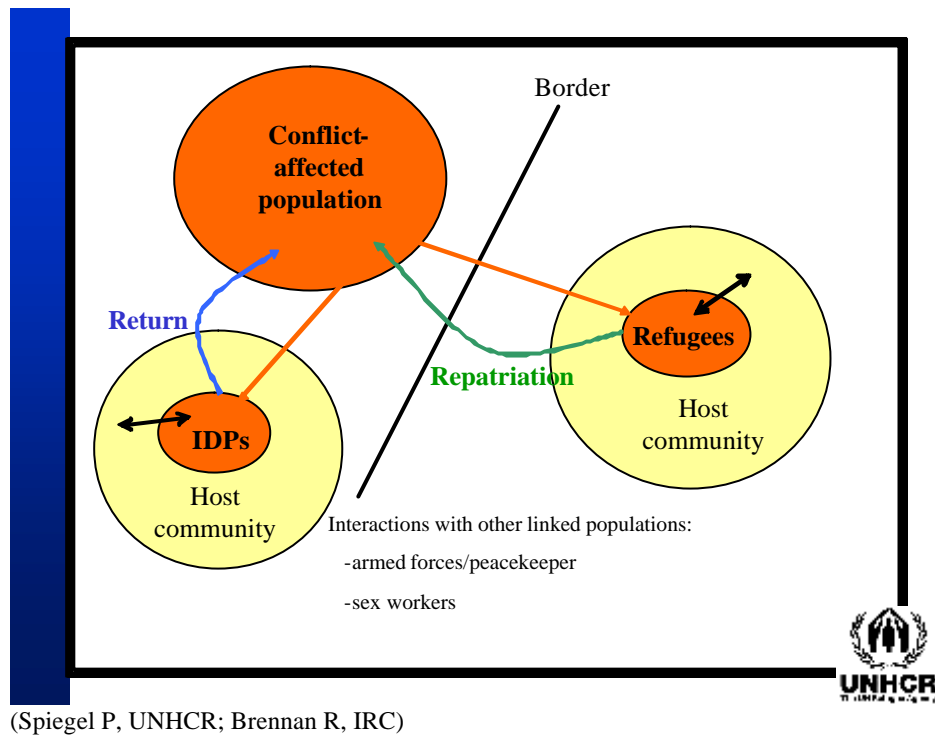 Border
Conflict-
affected
population
Return
Refugees
Repatriation
Host
community
IDPs
Host
community
Interactions with other linked populations:
-armed forces/peacekeeper
-sex workers
UNHCR
(Spiegel P, UNHCR; Brennan R, IRC)